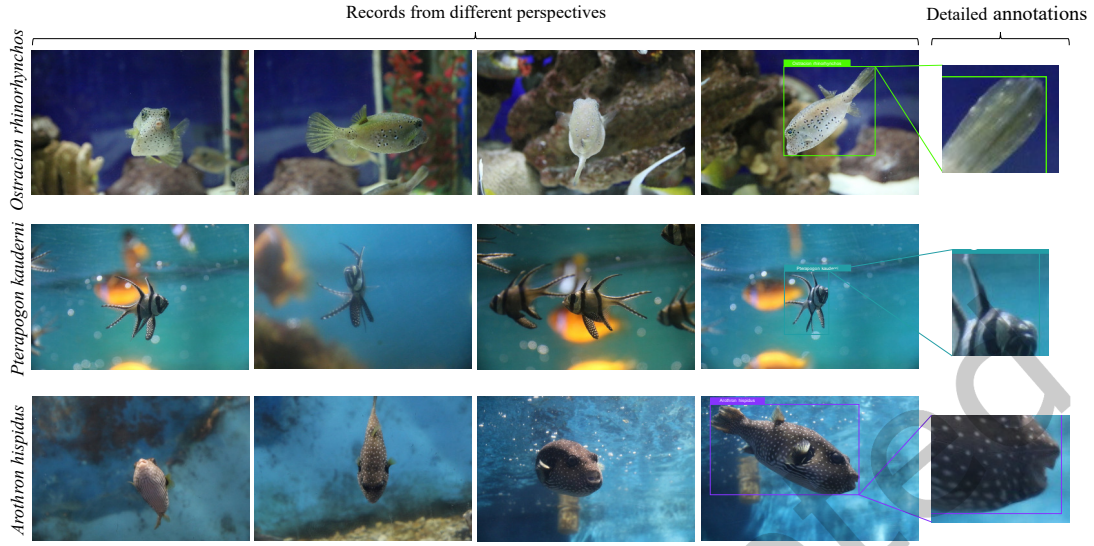 Records from different perspectives
Detailed annotations
Ostracion rhinorhynchos
Pterapogon kauderni
Pterapogon kauderni
Arothron hispidus
Arothron hispidus